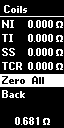 Coils
NI 0.000 Ω
TI 0.000 Ω
SS 0.000 Ω
TCR 0.000 Ω
Zero All
Back
0.681 Ω